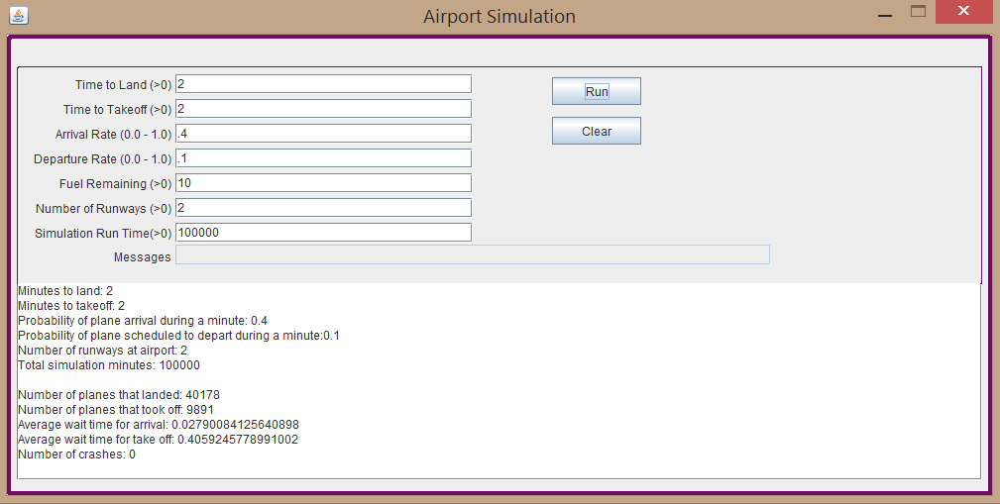 Airport Simulation
Time to Land (>0) 2
Run
Time to Takeoff (>0) 2
Arrival Rate (0.0 - 1.0) .4
Clear
Departure Rate (0.0 - 1.0) .1
Fuel Remaining (>0) 10
Number of Runways (>0) 2
Simulation Run Time(>0) 100000
Messages
Minutes to land: 2
Minutes to takeoff: 2
Probability of plane arrival during a minute: 0.4
Probability of plane scheduled to depart during a minute:0.1
Number of runways at airport: 2
Total simulation minutes: 100000
Number of planes that landed: 40178
Number of planes that took off: 9891
Average wait time for arrival: 0.02790084125640898
Average wait time for take off: 0.4059245778991002
Number of crashes: 0